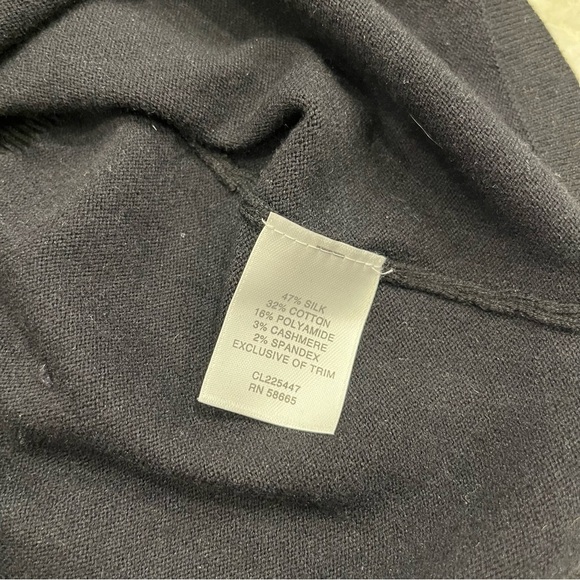 47% SILK
32% COTTON
16% POLYAMIDE
3% CASHMERE
2% SPANDEX
EXCLUSIVE OF TRIM
CL225447
RN 58665